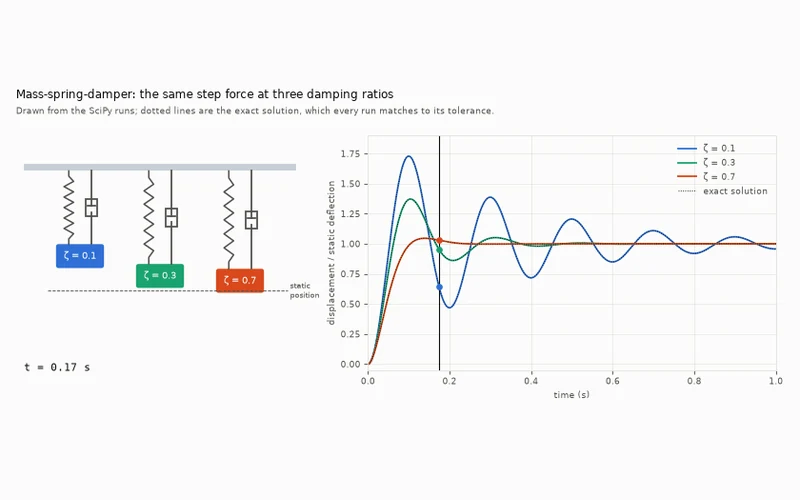 Mass-spring-damper: the same step force at three damping ratios
Drawn from the SciPy runs; dotted lines are the exact solution, which every run matches to its tolerance.
ζ = 0.1
ζ = 0.3
ζ = 0.7
static
position
t = 0.17 s
displacement / static deflection
1.75
1.50
1.25
1.00
0.75
0.50
0.25
0.00
ζ = 0.1
ζ = 0.3
ζ = 0.7
exact solution
0.0 0.2 0.4 0.6 0.8 1.0
time (s)